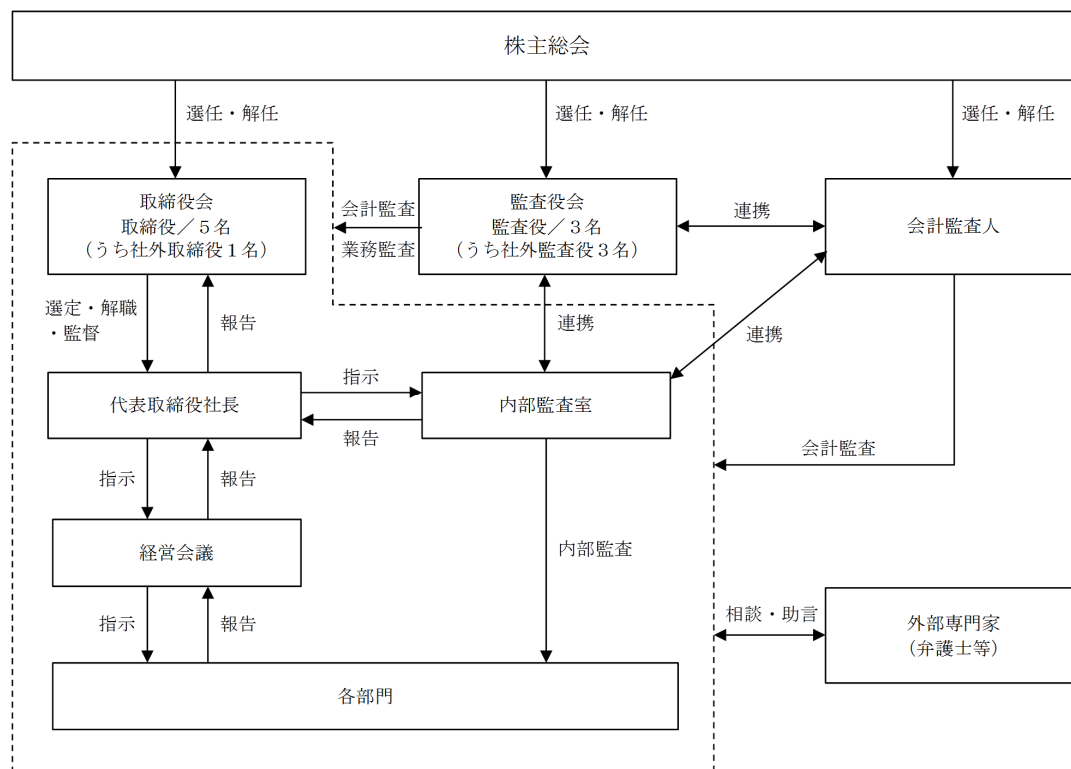 株主総会
選任・解任
選任・解任
選任・解任
取締役会
取締役／５名
（うち社外取締役１名）
会計監査
業務監査
監査役会
監査役／３名
（うち社外監査役３名）
連携
会計監査人
選定・解職
・監督
報告
連携
連携
代表取締役社長
指示
報告
内部監査室
指示
報告
会計監査
経営会議
内部監査
指示
報告
相談・助言
外部専門家
（弁護士等）
各部門